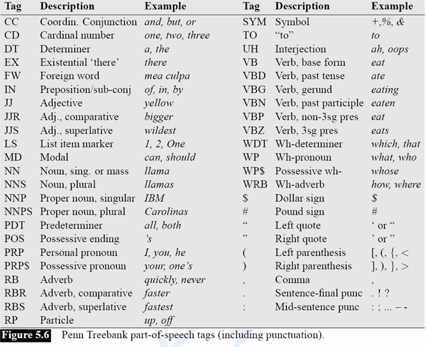 Tag Description Example Tag Description Example
CC Coordin. Conjunction and, but, or SYM Symbol +,%, &
CD Cardinal number one, two, three TO “to” to
DT Determiner a, the UH Interjection ah, oops
EX Existential ‘there’ there VB Verb, base form eat
FW Foreign word mea culpa VBD Verb, past tense ate
IN Preposition/sub-conj of, in, by VBG Verb, gerund eating
JJ Adjective yellow VBN Verb, past participle eaten
JJR Adj., comparative bigger VBP Verb, non-3sg pres eat
JJS Adj., superlative wildest VBZ Verb, 3sg pres eats
LS List item marker 1, 2, One WDT Wh-determiner which, that
MD Modal can, should WP Wh-pronoun what, who
NN Noun, sing. or mass llama WP$ Possessive wh- whose
NNS Noun, plural llamas WRB Wh-adverb how, where
NNP Proper noun, singular IBM $ Dollar sign $
NNPS Proper noun, plural Carolinas # Pound sign #
PDT Predeterminer all, both “ Left quote ‘ or “
POS Possessive ending ’s ” Right quote ’ or ”
PRP Personal pronoun I, you, he ( Left parenthesis [, (, {, <
PRP$ Possessive pronoun your, one’s ) Right parenthesis ], ), }, >
RB Adverb quickly, never , Comma ,
RBR Adverb, comparative faster . Sentence-final punc . ! ?
RBS Adverb, superlative fastest : Mid-sentence punc : ; ... – -
RP Particle up, off
Figure 5.6 Penn Treebank part-of-speech tags (including punctuation).